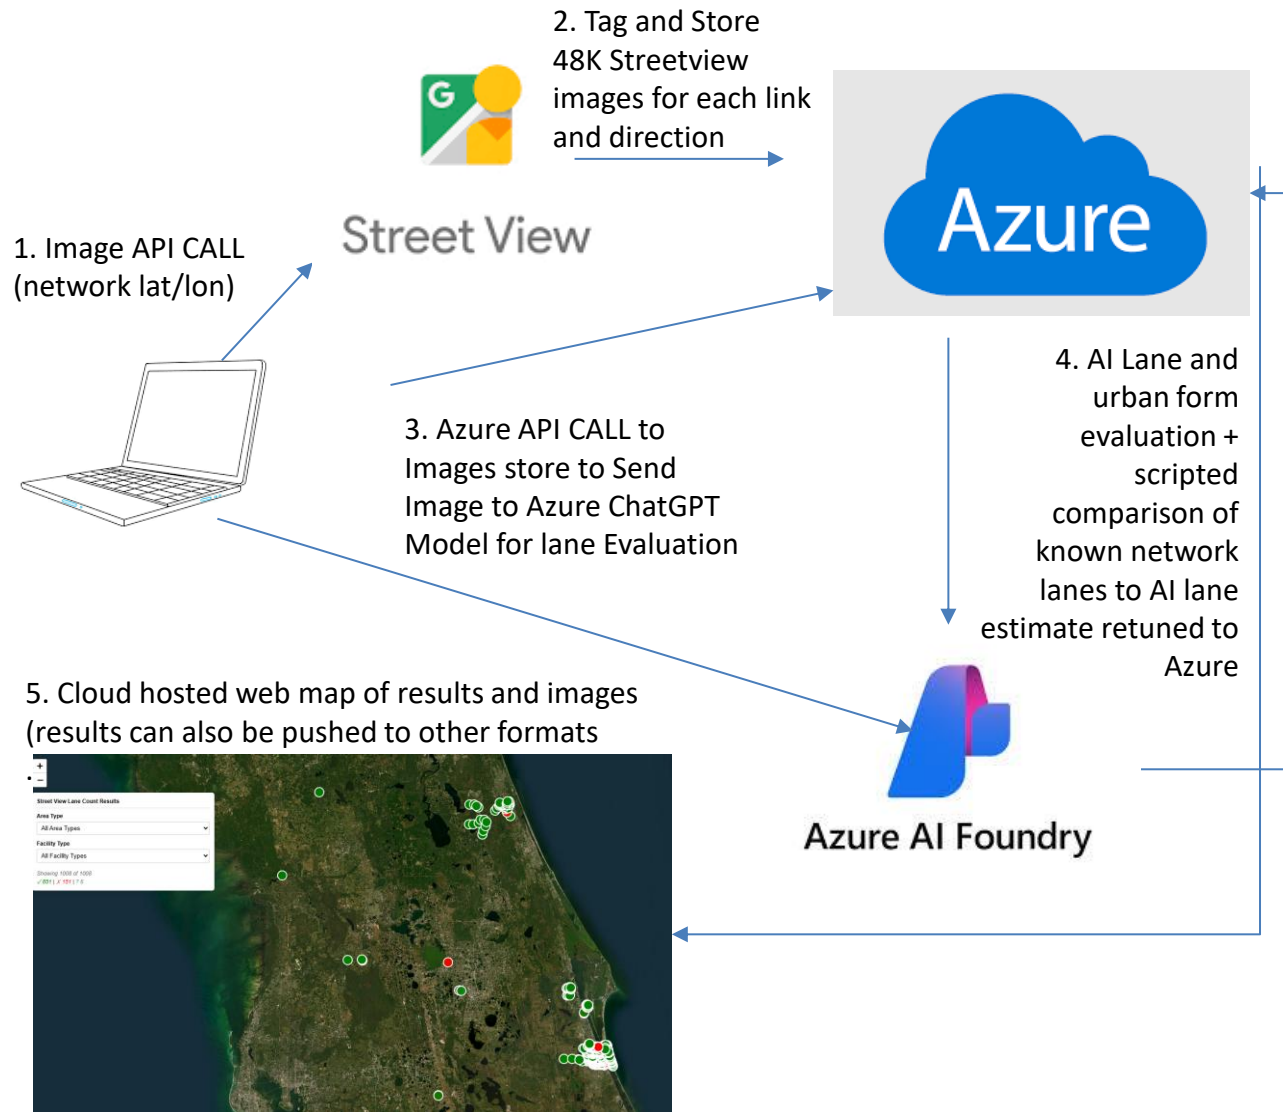 2. Tag and Store
48K Streetview
images for each link
and direction
G
Street View
Azure
1. Image API CALL
(network lat/lon)
3. Azure API CALL to
Images store to Send
Image to Azure ChatGPT
Model for lane Evaluation
4. AI Lane and
urban form
evaluation +
scripted
comparison of
known network
lanes to AI lane
estimate retuned to
Azure
Azure AI Foundry
5. Cloud hosted web map of results and images
(results can also be pushed to other formats
+
−
Street View Lane Count Results
Area Type
All Area Types
Facility Type
All Facility Types
Showing 1000 of 1000